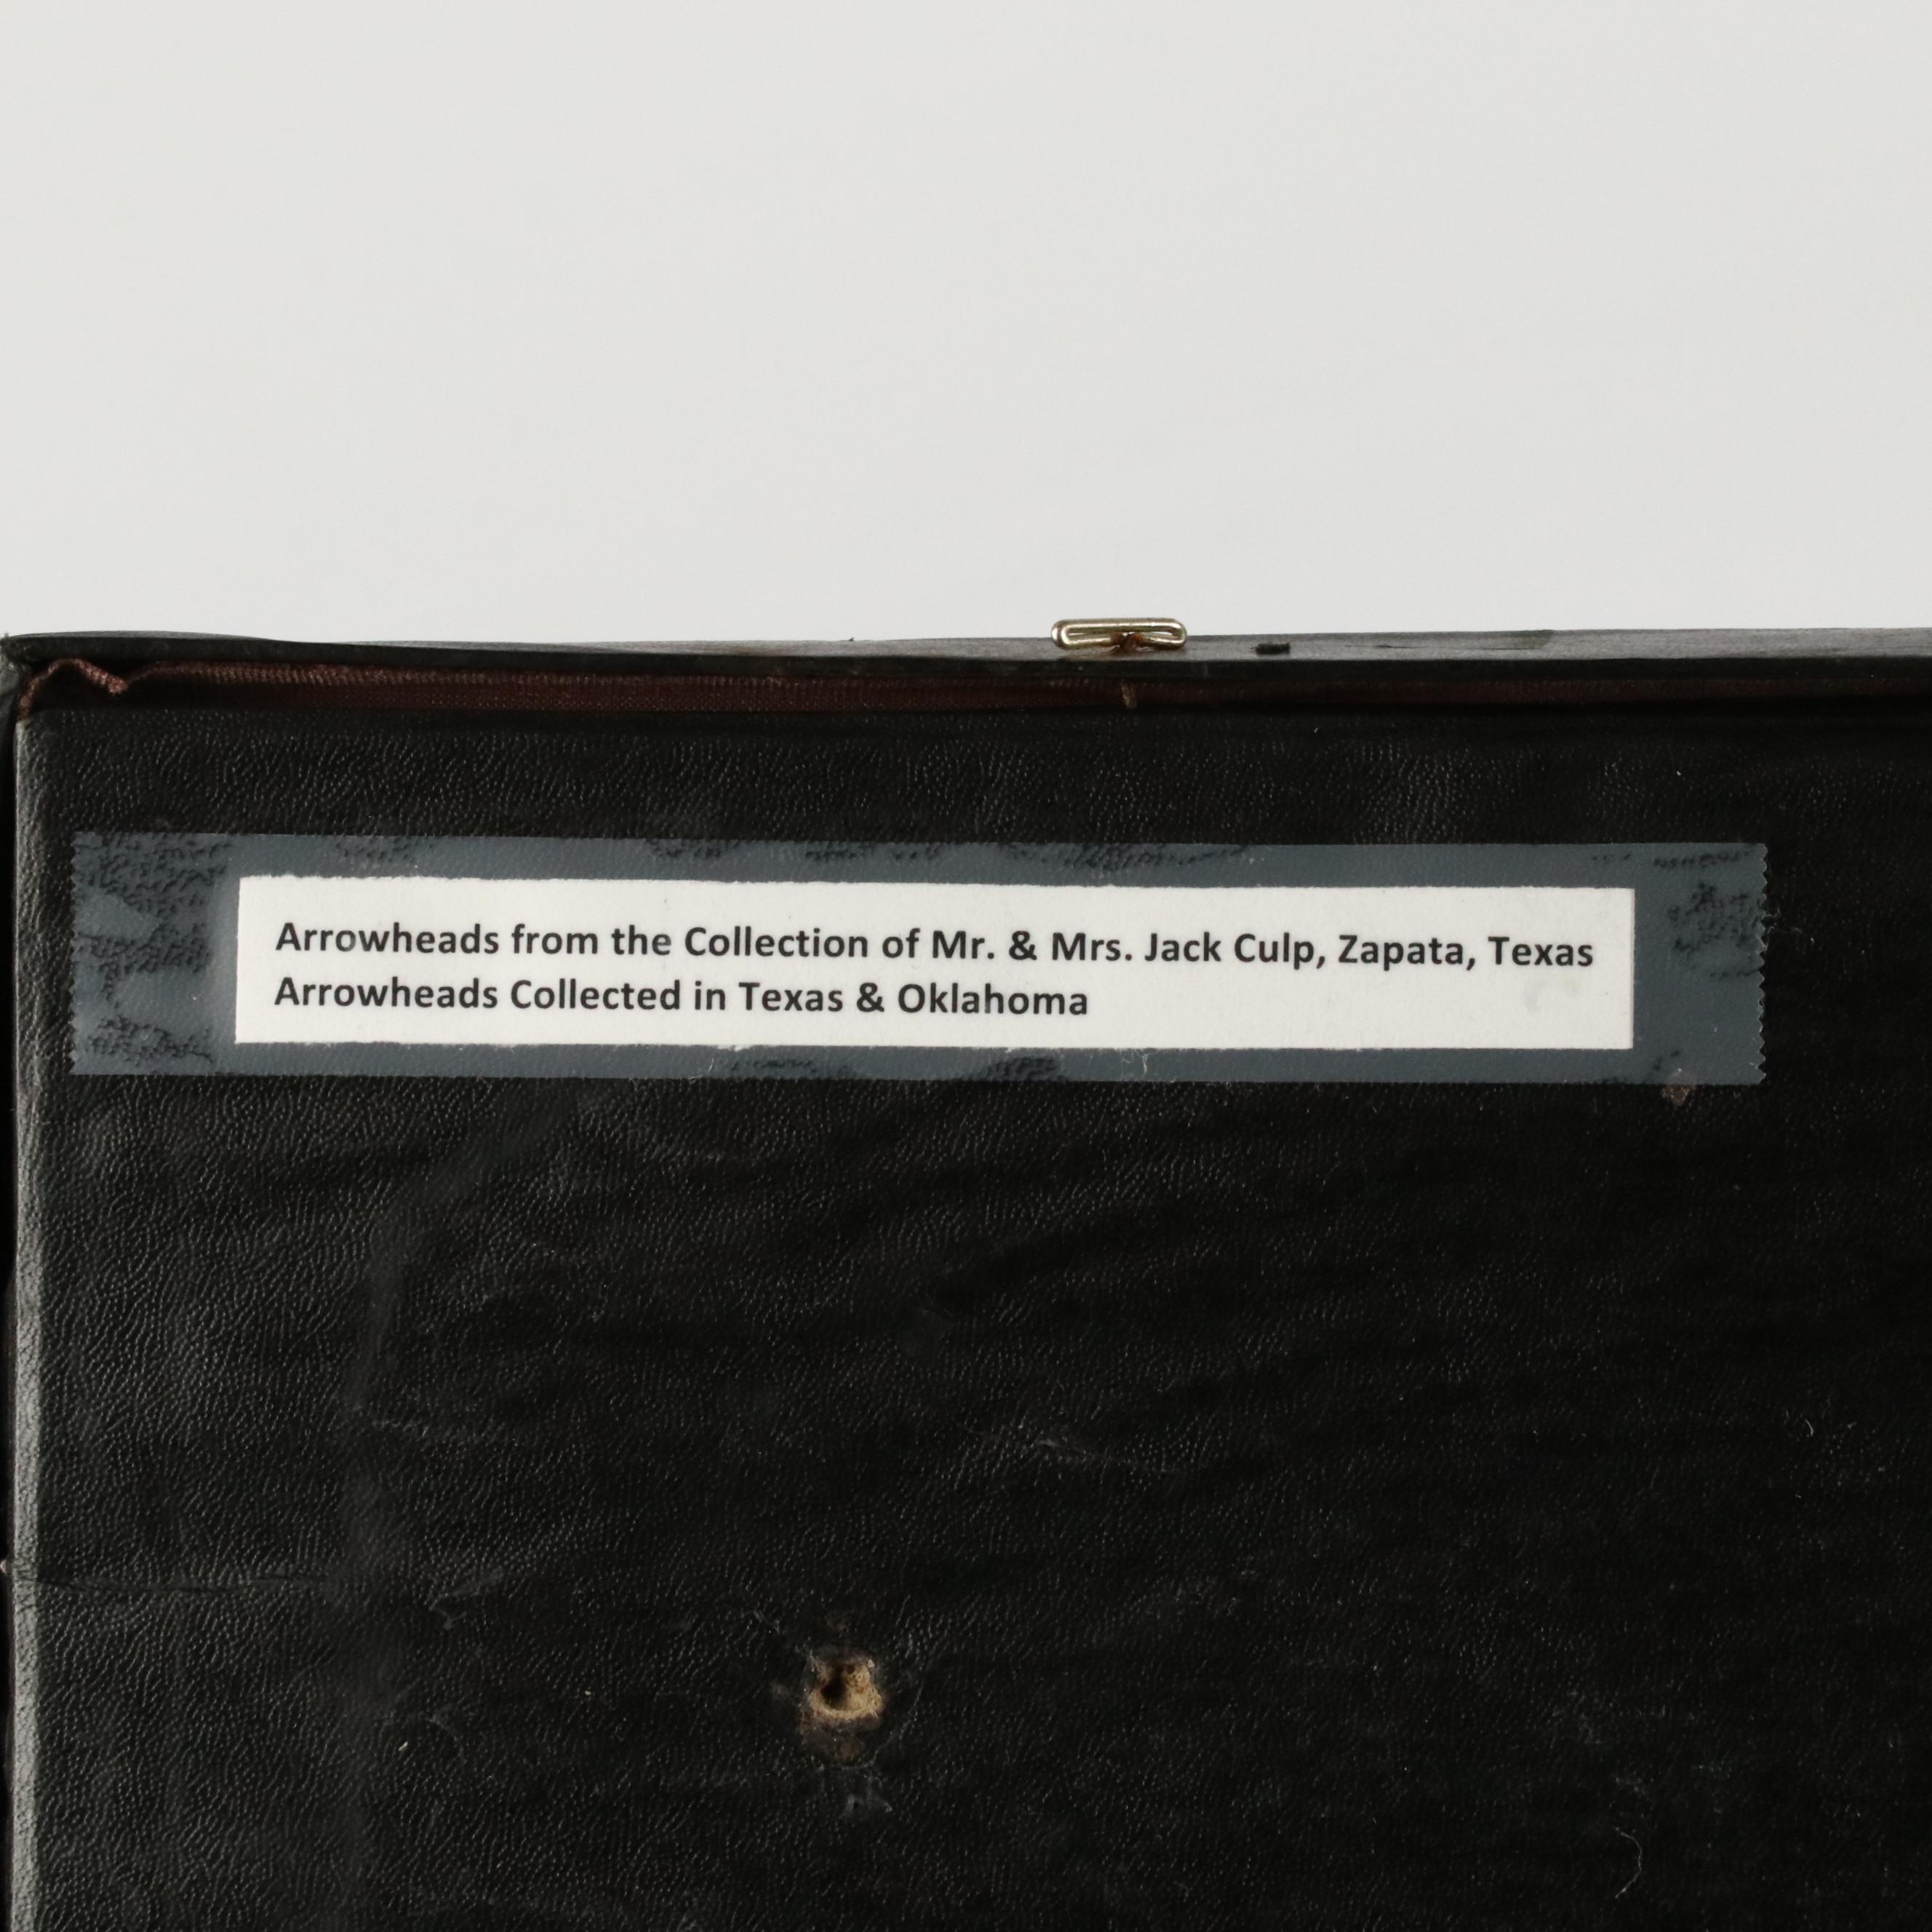 Arrowheads from the Collection of Mr. & Mrs. Jack Culp, Zapata, Texas
Arrowheads Collected in Texas & Oklahoma